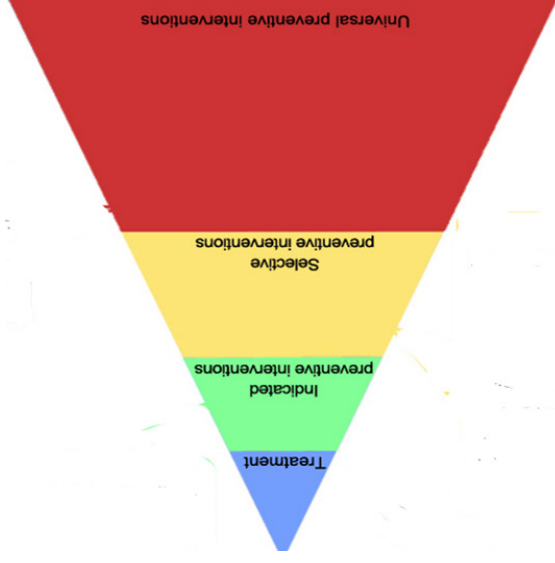 Treatment
Indicated
preventive interventions
Selective
preventive interventions
Universal preventive interventions